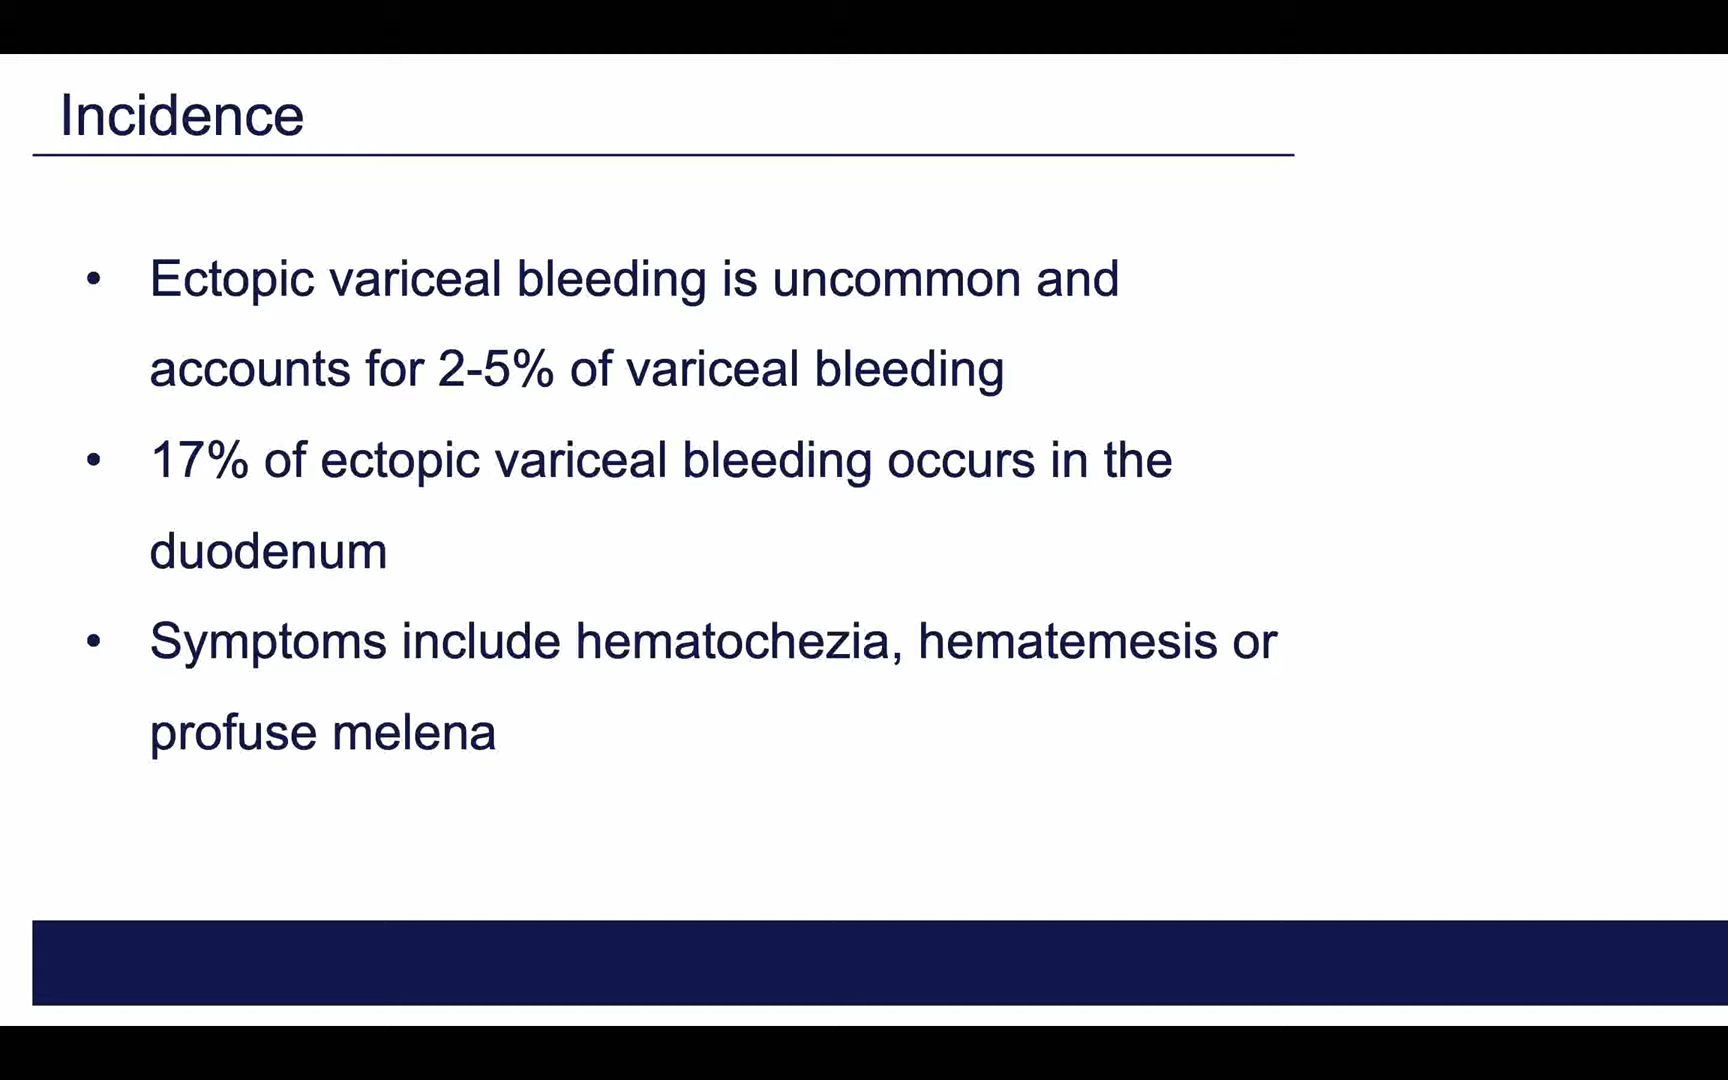 Incidence
• Ectopic variceal bleeding is uncommon and
accounts for 2-5% of variceal bleeding
• 17% of ectopic variceal bleeding occurs in the
duodenum
• Symptoms include hematochezia, hematemesis or
profuse melena